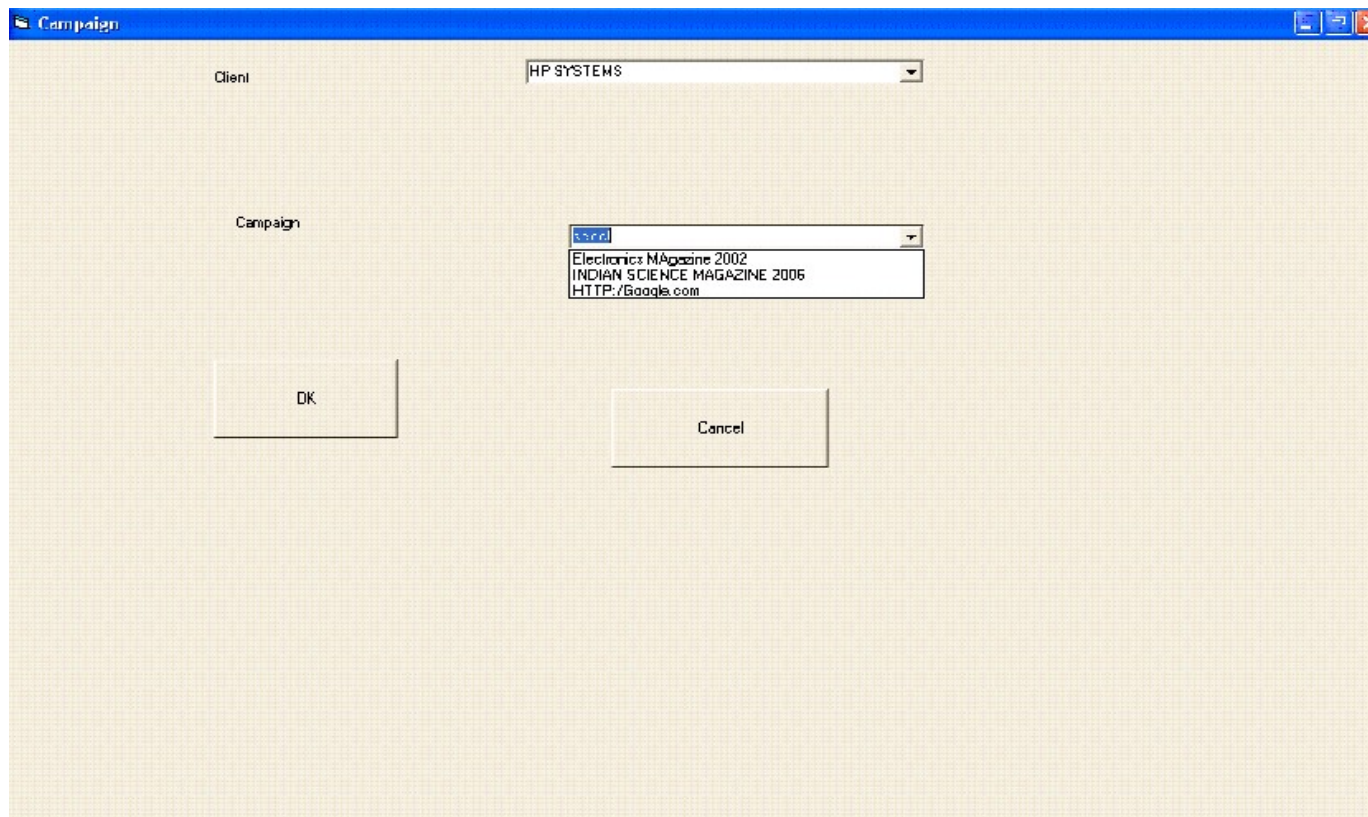 Campaign
Client
HP SYSTEMS
Campaign
Electronics MAgazine 2002
INDIAN SCIENCE MAGAZINE 2006
HTTP:/Google.com
OK
Cancel